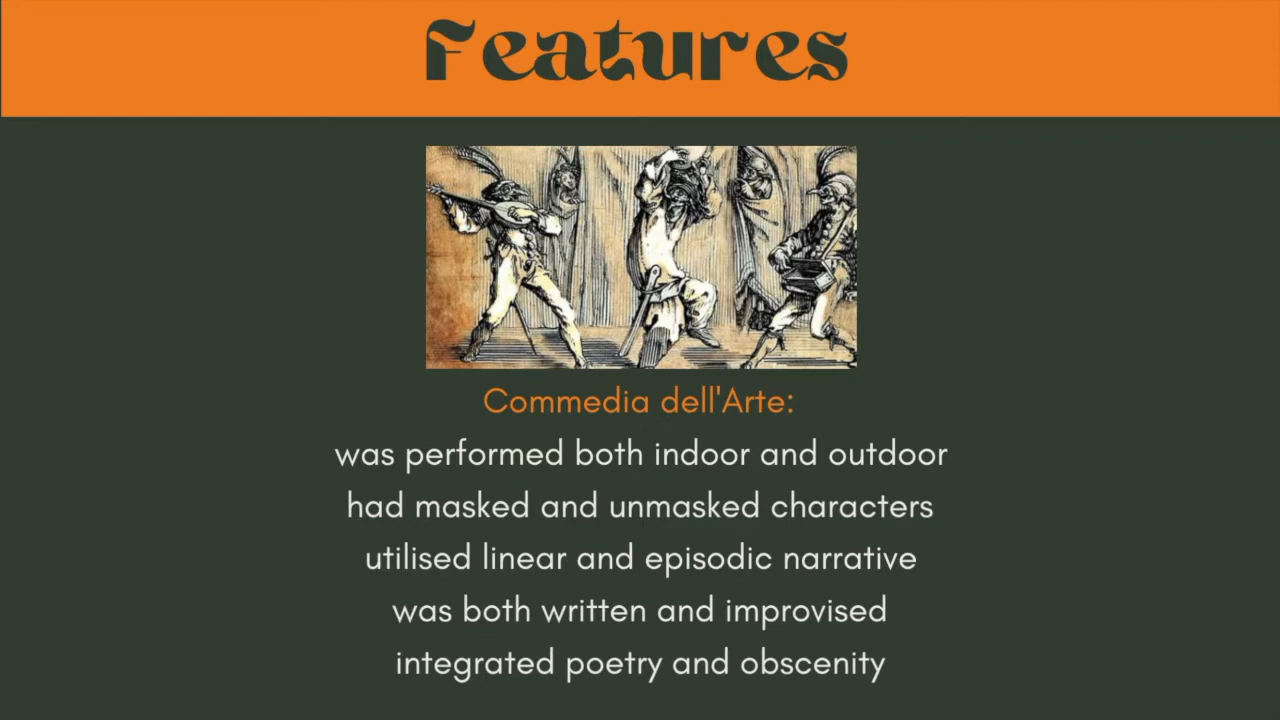 Features
Commedia dell'Arte:
was performed both indoor and outdoor
had masked and unmasked characters
utilised linear and episodic narrative
was both written and improvised
integrated poetry and obscenity